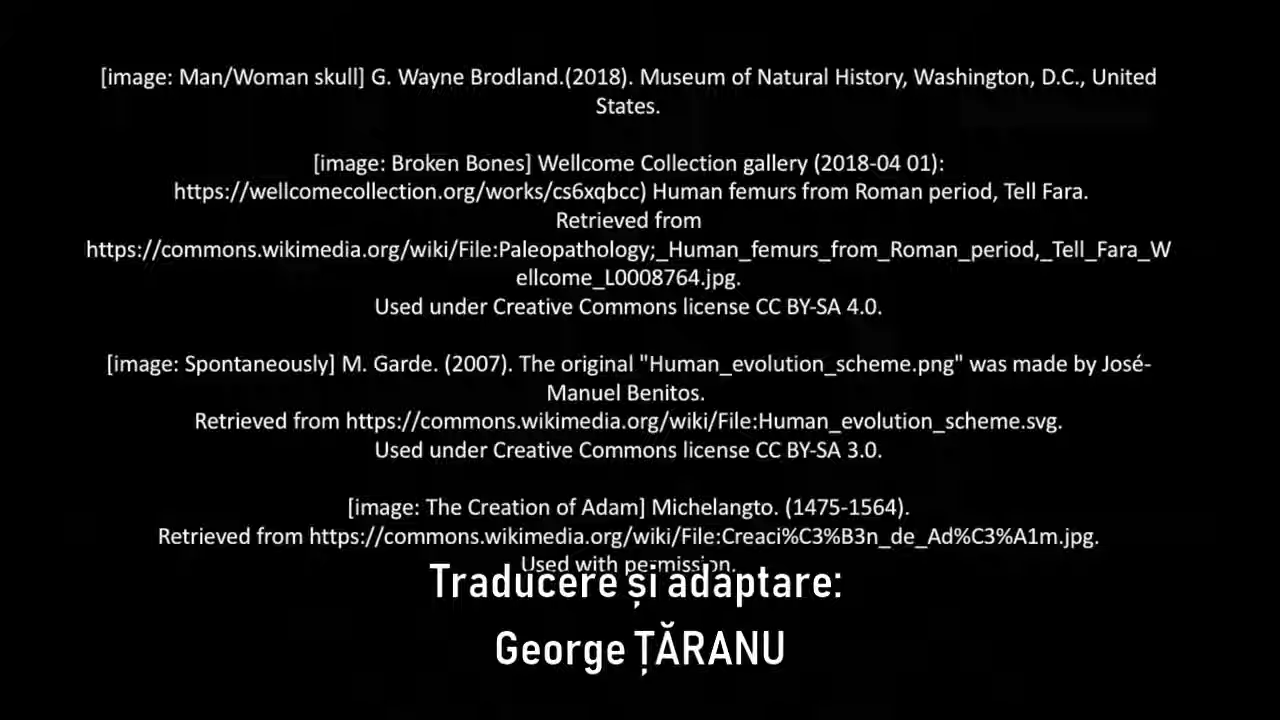 [image: Man/Woman skull] G. Wayne Brodland.(2018). Museum of Natural History, Washington, D.C., United
States.
[image: Broken Bones] Wellcome Collection gallery (2018-04 01):
https://wellcomecollection.org/works/cs6xqbcc) Human femurs from Roman period, Tell Fara.
Retrieved from
https://commons.wikimedia.org/wiki/File:Paleopathology;_Human_femurs_from_Roman_period,_Tell_Fara_W
ellcome_L0008764.jpg.
Used under Creative Commons license CC BY-SA 4.0.
[image: Spontaneously] M. Garde. (2007). The original "Human_evolution_scheme.png" was made by José-
Manuel Benitos.
Retrieved from https://commons.wikimedia.org/wiki/File:Human_evolution_scheme.svg.
Used under Creative Commons license CC BY-SA 3.0.
[image: The Creation of Adam] Michelangto. (1475-1564).
Retrieved from https://commons.wikimedia.org/wiki/File:Creaci%C3%B3n_de_Ad%C3%A1m.jpg.
Used with permission.
Traducere și adaptare:
George ȚĂRANU